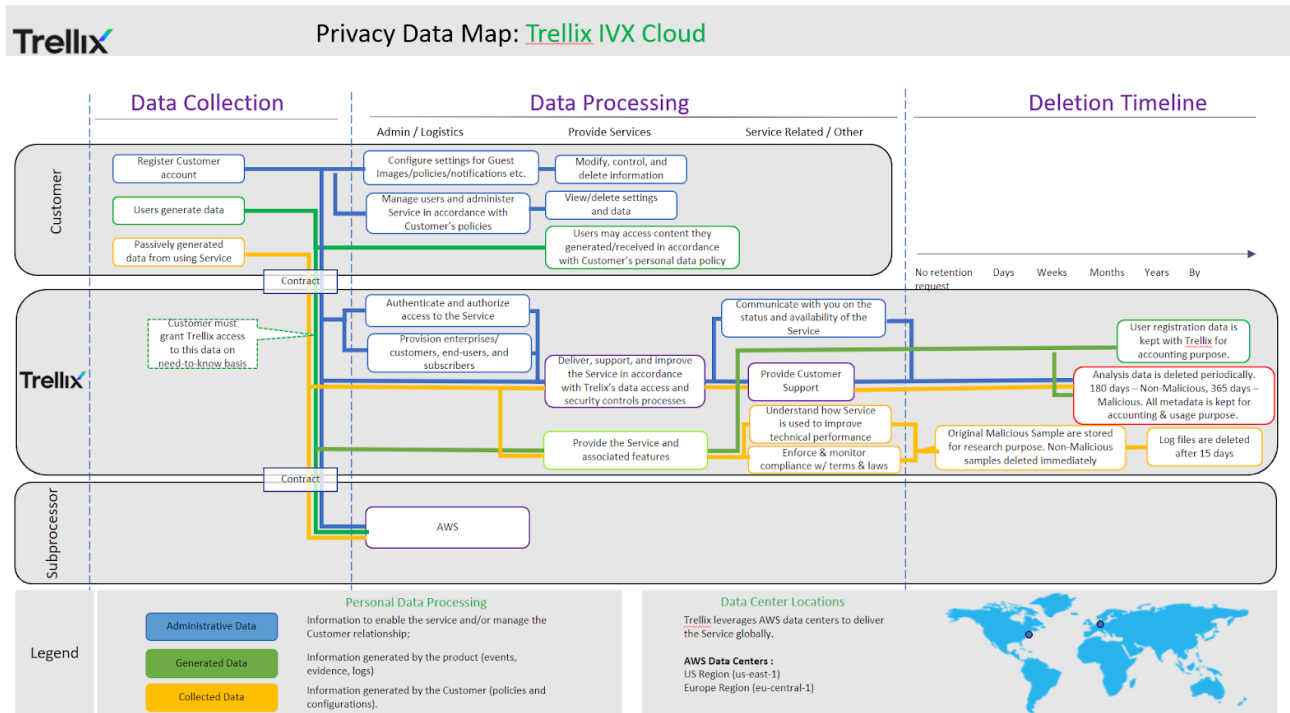 Trellix
Privacy Data Map: Trellix IVX Cloud
Data Collection
Data Processing
Deletion Timeline
Admin / Logistics
Provide Services
Service Related / Other
Customer
Register Customer
account
Configure settings for Guest
Images/policies/notifications etc.
Modify, control, and
delete information
Users generate data
Manage users and administer
Service in accordance with
Customer's policies
View/delete settings
and data
Passively generated
data from using Service
Users may access content they
generated/received in accordance
with Customer's personal data policy
No retention
request
Days
Weeks
Months
Years
By
Contract
Trellix
Customer must
grant Trellix access
to this data on
need-to-know basis
Authenticate and authorize
access to the Service
Provision enterprises/
customers, end-users, and
subscribers
Deliver, support, and improve
the Service in accordance
with Trelix's data access and
security controls processes
Provide the Service and
associated features
Communicate with you on the
status and availability of the
Service
Provide Customer
Support
Understand how Service
is used to improve
technical performance
Enforce & monitor
compliance w/ terms & laws
User registration data is
kept with Trellix for
accounting purpose.
Analysis data is deleted periodically.
180 days – Non-Malicious, 365 days –
Malicious. All metadata is kept for
accounting & usage purpose.
Original Malicious Sample are stored
for research purpose. Non-Malicious
samples deleted immediately
Log files are deleted
after 15 days
Contract
Subprocessor
AWS
Legend
Personal Data Processing
Administrative Data
Information to enable the service and/or manage the
Customer relationship;
Generated Data
Information generated by the product (events,
evidence, logs)
Collected Data
Information generated by the Customer (policies and
configurations).
Data Center Locations
Trellix leverages AWS data centers to deliver
the Service globally.
AWS Data Centers :
US Region (us-east-1)
Europe Region (eu-central-1)